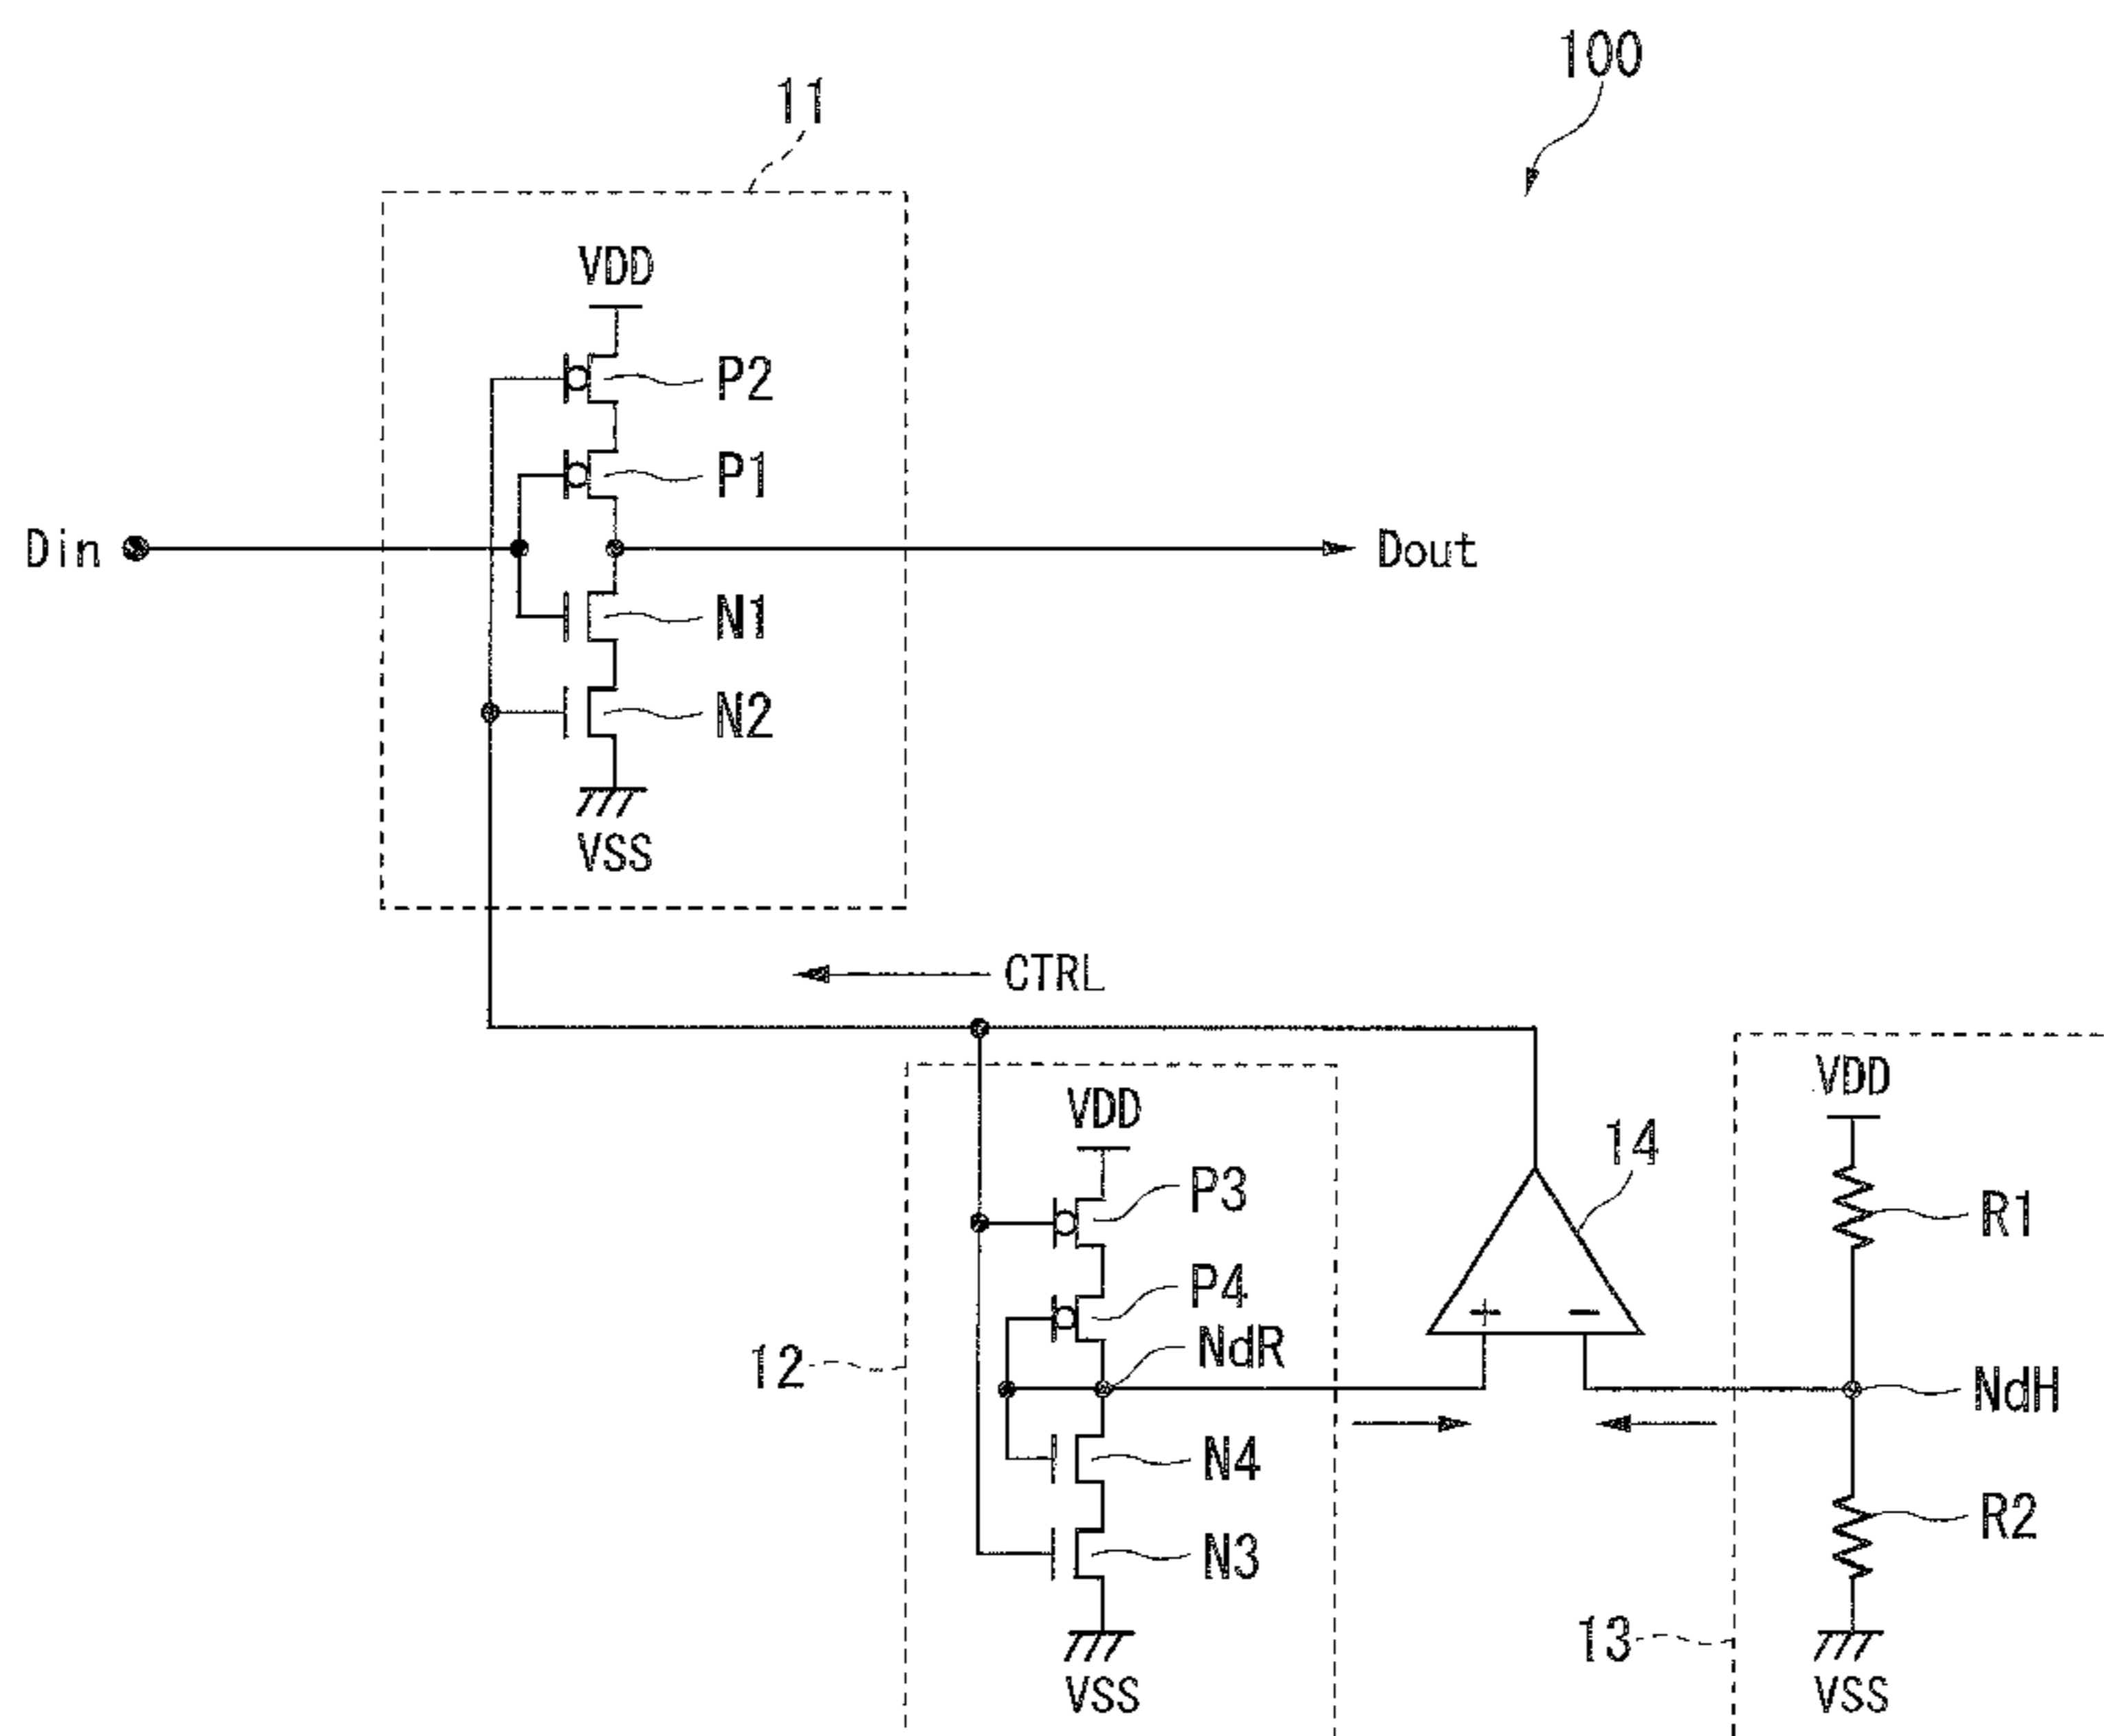 100
11
VDD
P2
P1
Din
Dout
N1
N2
VSS
CTRL
VDD
VDD
14
P3
R1
P4
12
NdR
+ −
NdH
N4
R2
N3
13
VSS
VSS